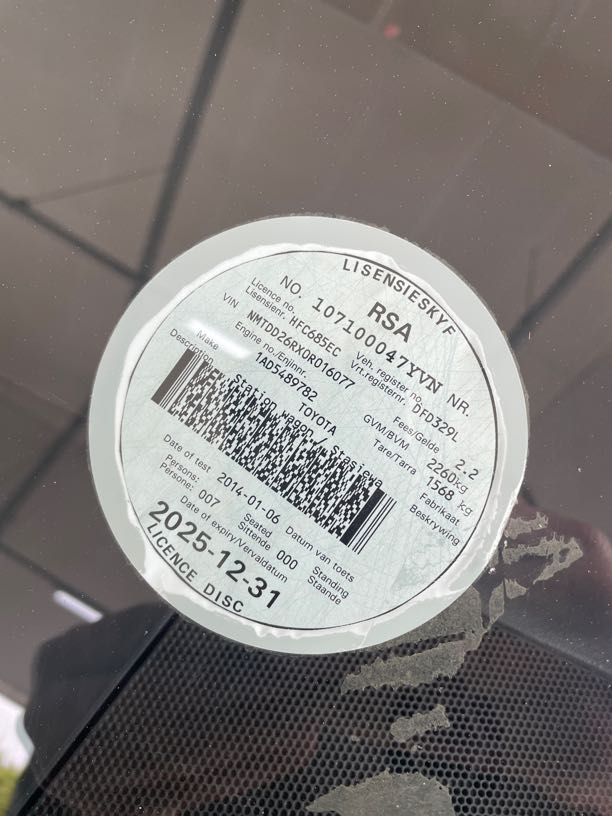 LISENSIESKYF
RSA
NO. 107100047YVN NR.
Licence no. Lisensienr. HFC685EC Veh. register no. Vrt.registernr. DFD329L
VIN NMTDD26RX0R016077 Fees/Gelde 2.2
Engine no./Enjinnr. 1AD5489782 GVM/BVM 2260kg
Tare/Tarra 1568 kg
Make TOYOTA Fabrikaat
Description Station wagon/ Stasiewa Beskrywing
Date of test 2014-01-06 Datum van toets
Persons: Persone: 007 Seated Sittende 000 Standing Staande
Date of expiry/Vervaldatum
2025-12-31
LICENCE DISC